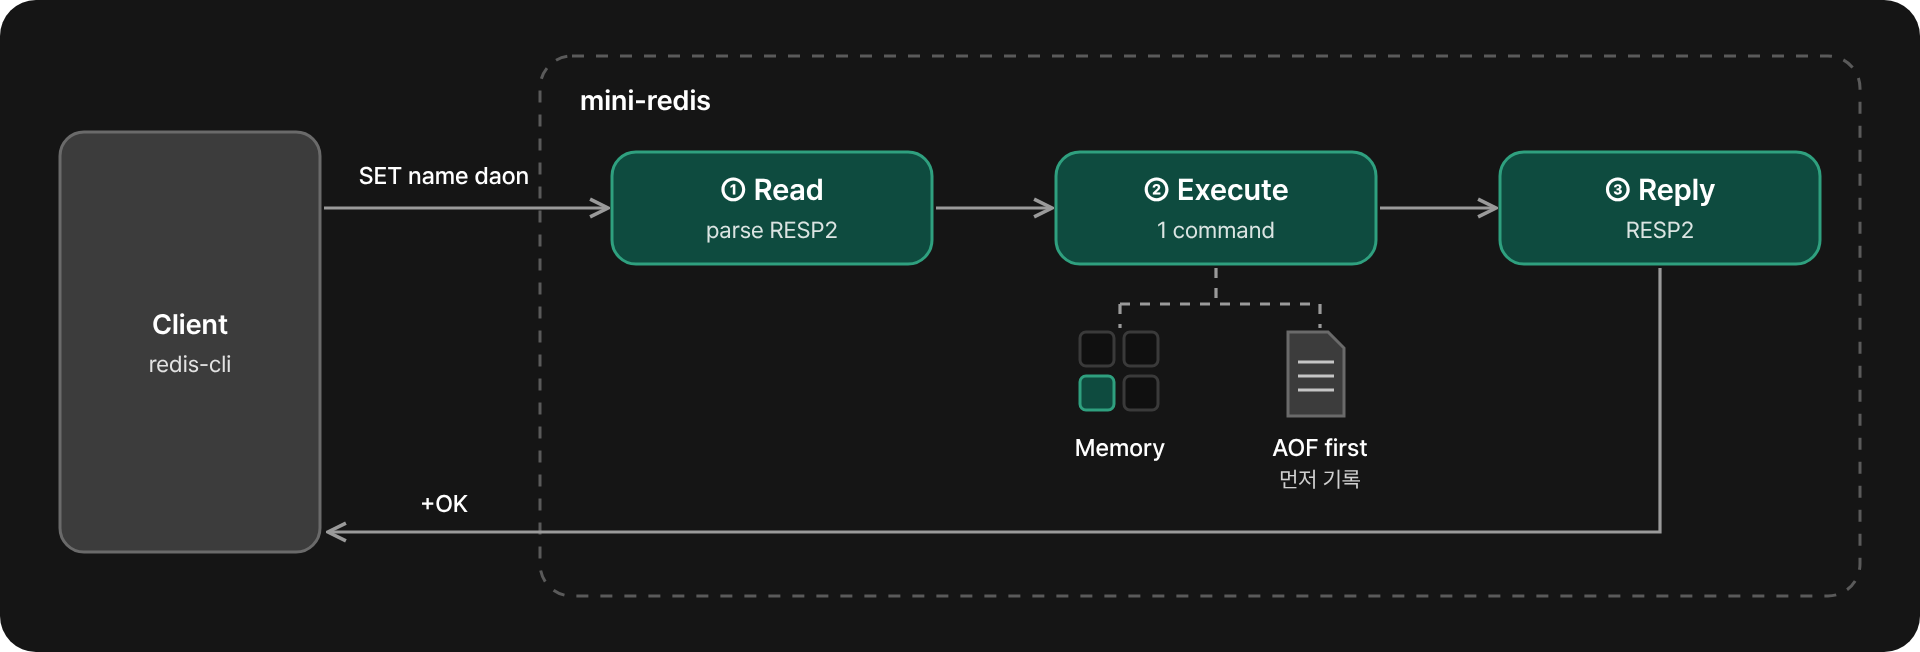 mini-redis
SET name daon
① Read
parse RESP2
② Execute
1 command
③ Reply
RESP2
Client
redis-cli
Memory
AOF first
먼저 기록
+OK